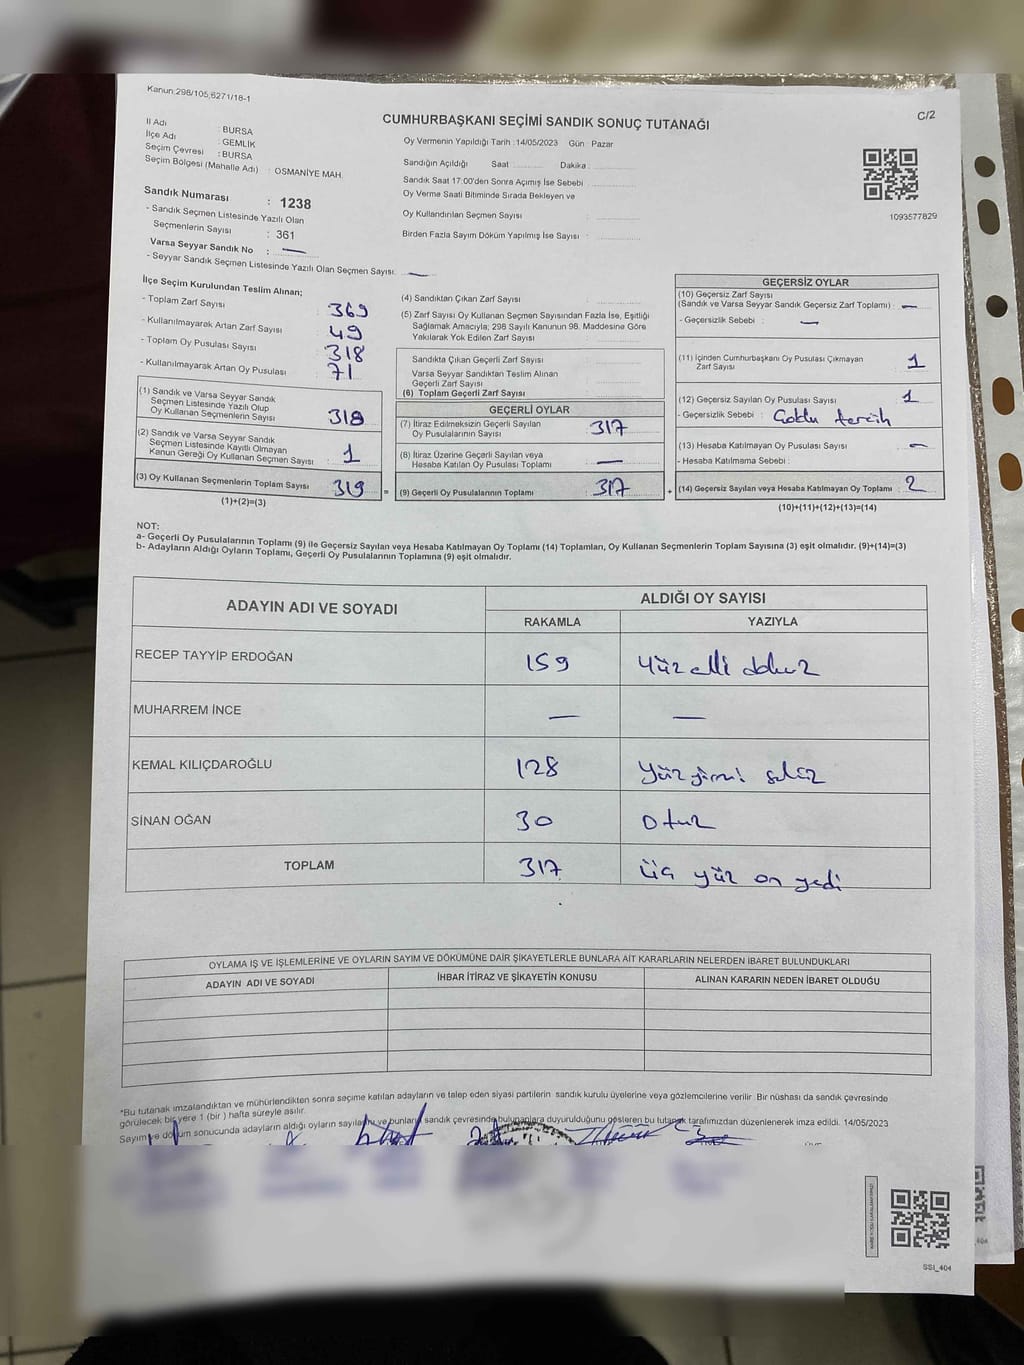 Kanun;298/105,6271/18-1
C/2
CUMHURBAŞKANI SEÇİMİ SANDIK SONUÇ TUTANAĞI
İl Adı : BURSA
İlçe Adı : GEMLİK
Seçim Çevresi : BURSA
Seçim Bölgesi (Mahalle Adı) : OSMANİYE MAH.
Sandık Numarası : 1238
- Sandık Seçmen Listesinde Yazılı Olan
Seçmenlerin Sayısı : 361
Varsa Seyyar Sandık No : —
- Seyyar Sandık Seçmen Listesinde Yazılı Olan Seçmen Sayısı: —
Oy Vermenin Yapıldığı Tarih :14/05/2023 Gün Pazar
Sandığın Açıldığı Saat Dakika :
Sandık Saat 17:00'den Sonra Açımış İse Sebebi :
Oy Verme Saati Bitiminde Sırada Bekleyen ve
Oy Kullandırılan Seçmen Sayısı :
Birden Fazla Sayım Döküm Yapılmış İse Sayısı :
1093577829
İlçe Seçim Kurulundan Teslim Alınan;
- Toplam Zarf Sayısı : 369
- Kullanılmayarak Artan Zarf Sayısı : 49
- Toplam Oy Pusulası Sayısı : 318
- Kullanılmayarak Artan Oy Pusulası : 71
(1) Sandık ve Varsa Seyyar Sandık
Seçmen Listesinde Yazılı Olup
Oy Kullanan Seçmenlerin Sayısı : 318
(2) Sandık ve Varsa Seyyar Sandık
Seçmen Listesinde Kayıtlı Olmayan
Kanun Gereği Oy Kullanan Seçmen Sayısı : 1
(3) Oy Kullanan Seçmenlerin Toplam Sayısı : 319 =
(1)+(2)=(3)
(4) Sandıktan Çıkan Zarf Sayısı :
(5) Zarf Sayısı Oy Kullanan Seçmen Sayısından Fazla İse, Eşitliği
Sağlamak Amacıyla; 298 Sayılı Kanunun 98. Maddesine Göre
Yakılarak Yok Edilen Zarf Sayısı :
Sandıkta Çıkan Geçerli Zarf Sayısı :
Varsa Seyyar Sandıktan Teslim Alınan
Geçerli Zarf Sayısı :
(6) Toplam Geçerli Zarf Sayısı :
GEÇERLİ OYLAR
(7) İtiraz Edilmeksizin Geçerli Sayılan
Oy Pusulalarının Sayısı : 317
(8) İtiraz Üzerine Geçerli Sayılan veya
Hesaba Katılan Oy Pusulası Toplamı : —
(9) Geçerli Oy Pusulalarının Toplamı : 317 +
GEÇERSİZ OYLAR
(10) Geçersiz Zarf Sayısı
(Sandık ve Varsa Seyyar Sandık Geçersiz Zarf Toplamı) : —
- Geçersizlik Sebebi : —
(11) İçinden Cumhurbaşkanı Oy Pusulası Çıkmayan
Zarf Sayısı : 1
(12) Geçersiz Sayılan Oy Pusulası Sayısı : 1
- Geçersizlik Sebebi : Çoklu tercih
(13) Hesaba Katılmayan Oy Pusulası Sayısı : —
- Hesaba Katılmama Sebebi :
(14) Geçersiz Sayılan veya Hesaba Katılmayan Oy Toplamı : 2
(10)+(11)+(12)+(13)=(14)
NOT:
a- Geçerli Oy Pusulalarının Toplamı (9) ile Geçersiz Sayılan veya Hesaba Katılmayan Oy Toplamı (14) Toplamları, Oy Kullanan Seçmenlerin Toplam Sayısına (3) eşit olmalıdır. (9)+(14)=(3)
b- Adayların Aldığı Oyların Toplamı, Geçerli Oy Pusulalarının Toplamına (9) eşit olmalıdır.
ADAYIN ADI VE SOYADI ALDIĞI OY SAYISI
RAKAMLA YAZIYLA
RECEP TAYYİP ERDOĞAN 159 Yüz elli dokuz
MUHARREM İNCE — —
KEMAL KILIÇDAROĞLU 128 Yüz yirmi sekiz
SİNAN OĞAN 30 Otuz
TOPLAM 317 üç yüz on yedi
OYLAMA İŞ VE İŞLEMLERİNE VE OYLARIN SAYIM VE DÖKÜMÜNE DAİR ŞİKAYETLERLE BUNLARA AİT KARARLARIN NELERDEN İBARET BULUNDUKLARI
ADAYIN ADI VE SOYADI İHBAR İTİRAZ VE ŞİKAYETİN KONUSU ALINAN KARARIN NEDEN İBARET OLDUĞU
*Bu tutanak imzalandıktan ve mühürlendikten sonra seçime katılan adayların ve talep eden siyasi partilerin sandık kurulu üyelerine veya gözlemcilerine verilir. Bir nüshası da sandık çevresinde
görülecek bir yere 1 (bir ) hafta süreyle asılır.
Sayım ve döküm sonucunda adayların aldığı oyların sayıları ve bunların sandık çevresinde bulunanlara duyurulduğunu gösteren bu tutanak tarafımızdan düzenlenerek imza edildi. 14/05/2023
SSI_404